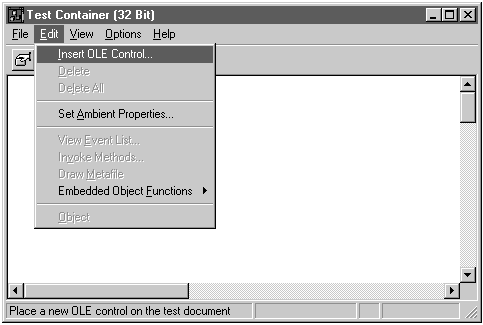 Test Container (32 Bit)
File Edit View Options Help
Insert OLE Control...
Delete
Delete All
Set Ambient Properties...
View Event List...
Invoke Methods...
Draw Metafile
Embedded Object Functions
Object
Place a new OLE control on the test document